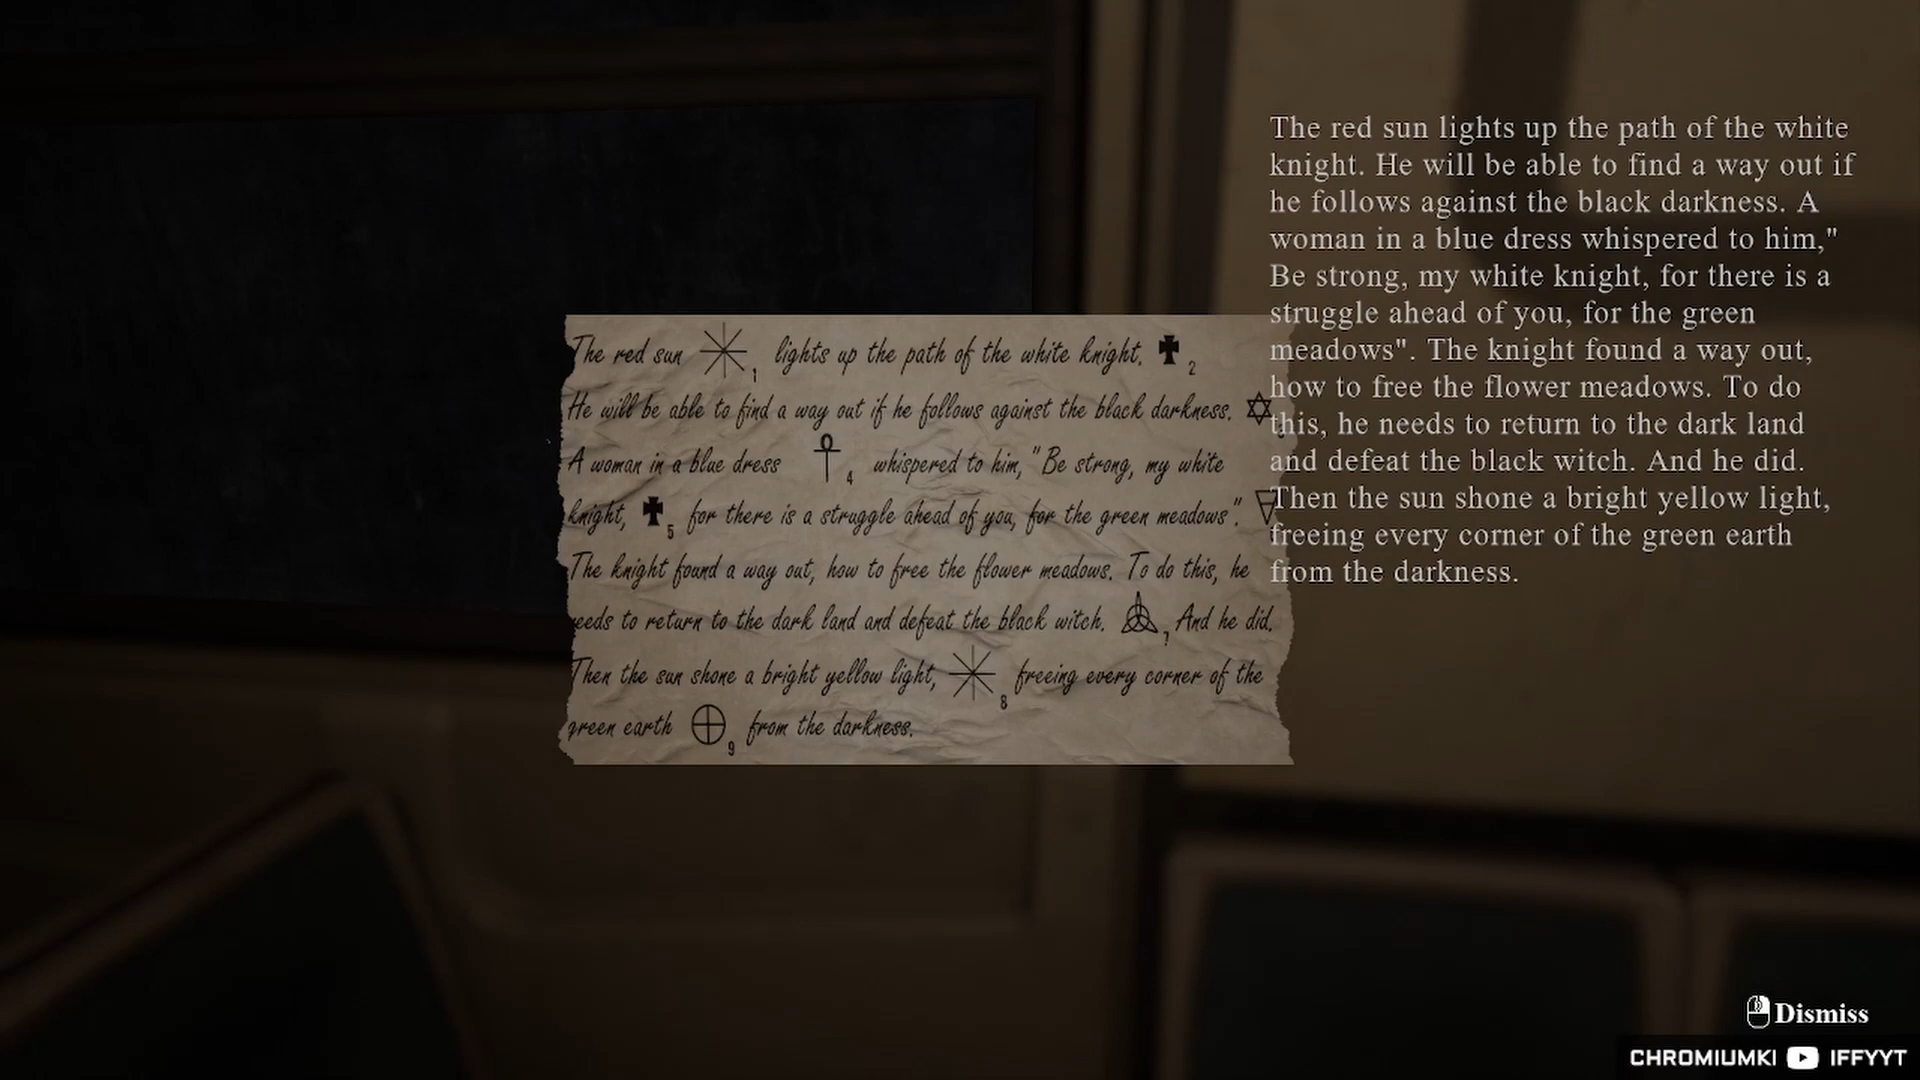 The red sun 1 lights up the path of the white knight. 2
He will be able to find a way out if he follows against the black darkness.
A woman in a blue dress 4 whispered to him, "Be strong, my white
knight, 5 for there is a struggle ahead of you, for the green meadows".
The knight found a way out, how to free the flower meadows. To do this, he
needs to return to the dark land and defeat the black witch. 7 And he did.
Then the sun shone a bright yellow light, 8 freeing every corner of the
green earth 9 from the darkness.
The red sun lights up the path of the white
knight. He will be able to find a way out if
he follows against the black darkness. A
woman in a blue dress whispered to him,"
Be strong, my white knight, for there is a
struggle ahead of you, for the green
meadows". The knight found a way out,
how to free the flower meadows. To do
this, he needs to return to the dark land
and defeat the black witch. And he did.
Then the sun shone a bright yellow light,
freeing every corner of the green earth
from the darkness.
Dismiss
CHROMIUMKI IFFYYT